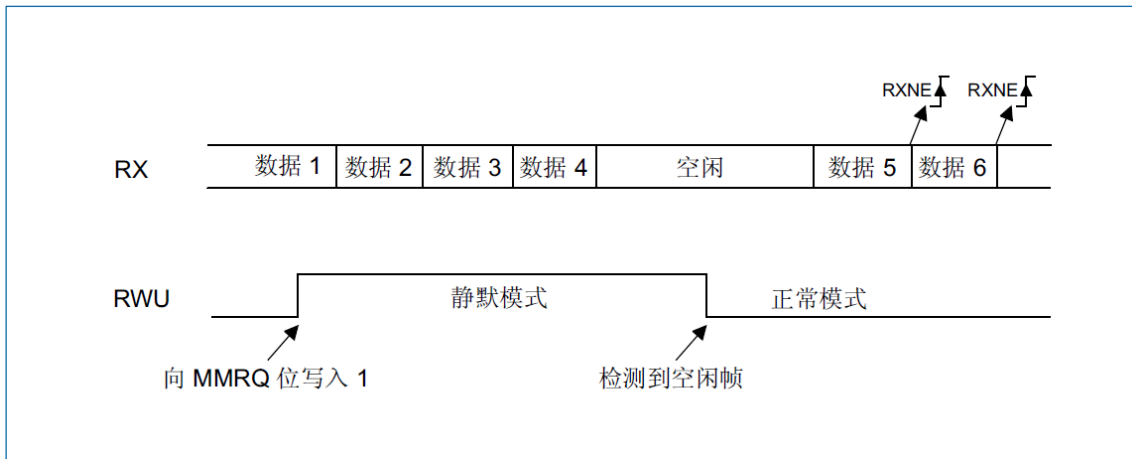 RXNE RXNE
RX 数据 1 数据 2 数据 3 数据 4 空闲 数据 5 数据 6
RWU 静默模式 正常模式
向 MMRQ 位写入 1 检测到空闲帧